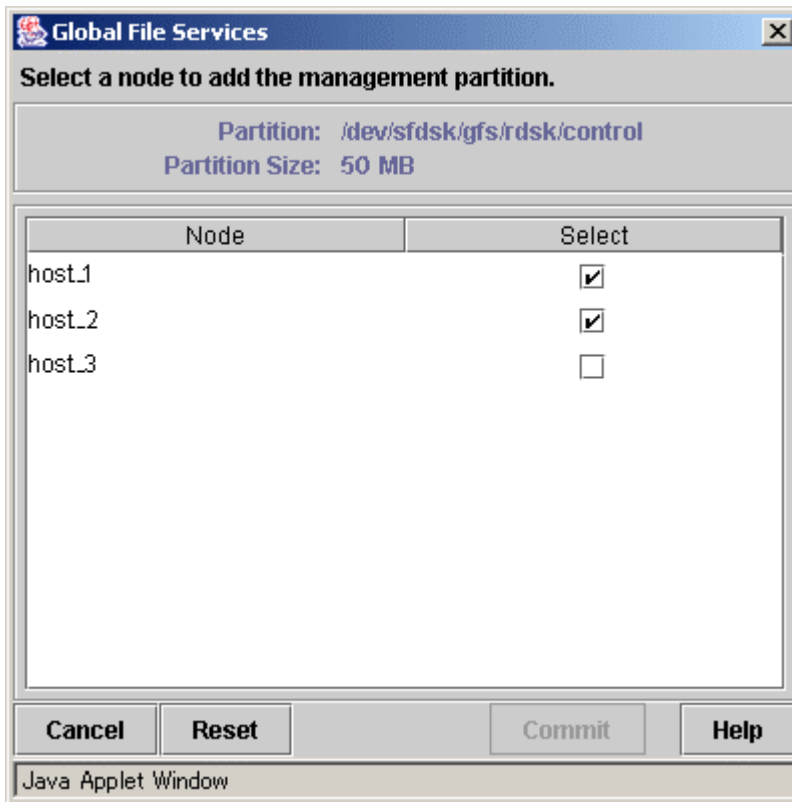 Global File Services
Select a node to add the management partition.
Partition: /dev/sfdsk/gfs/rdsk/control
Partition Size: 50 MB
Node Select
host_1
host_2
host_3
Cancel Reset Commit Help
Java Applet Window